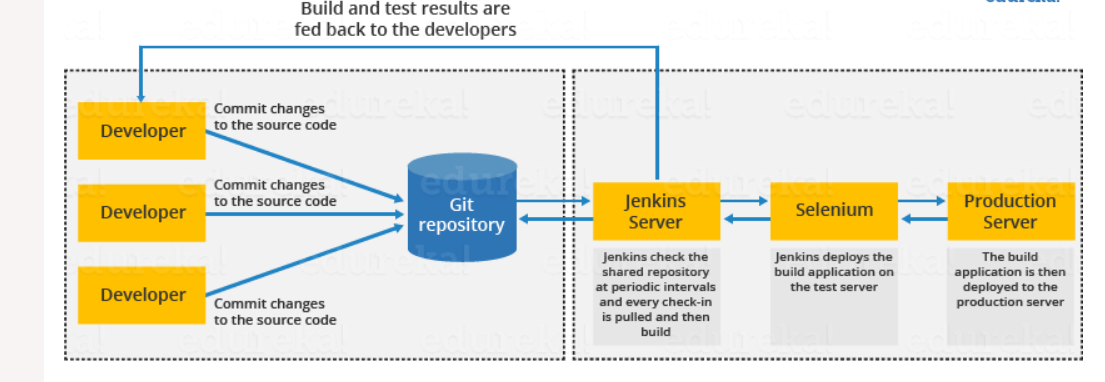 Build and test results are
fed back to the developers
edureka!
Developer
Commit changes
to the source code
Developer
Commit changes
to the source code
Developer
Commit changes
to the source code
Git
repository
Jenkins
Server
Jenkins check the
shared repository
at periodic intervals
and every check-in
is pulled and then
build
Selenium
Jenkins deploys the
build application on
the test server
Production
Server
The build
application is then
deployed to the
production server